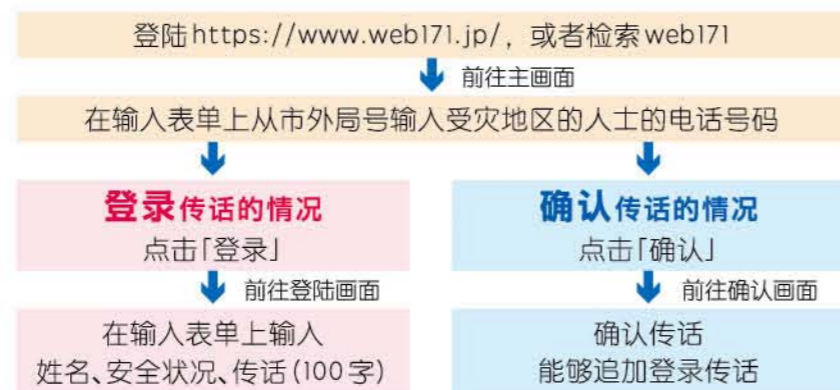 登陆https://www.web171.jp/，或者检索web171
前往主画面
在输入表单上从市外局号输入受灾地区的人士的电话号码
登录传话的情况
点击「登录」
前往登陆画面
在输入表单上输入
姓名、安全状况、传话(100字)
确认传话的情况
点击「确认」
前往确认画面
确认传话
能够追加登录传话